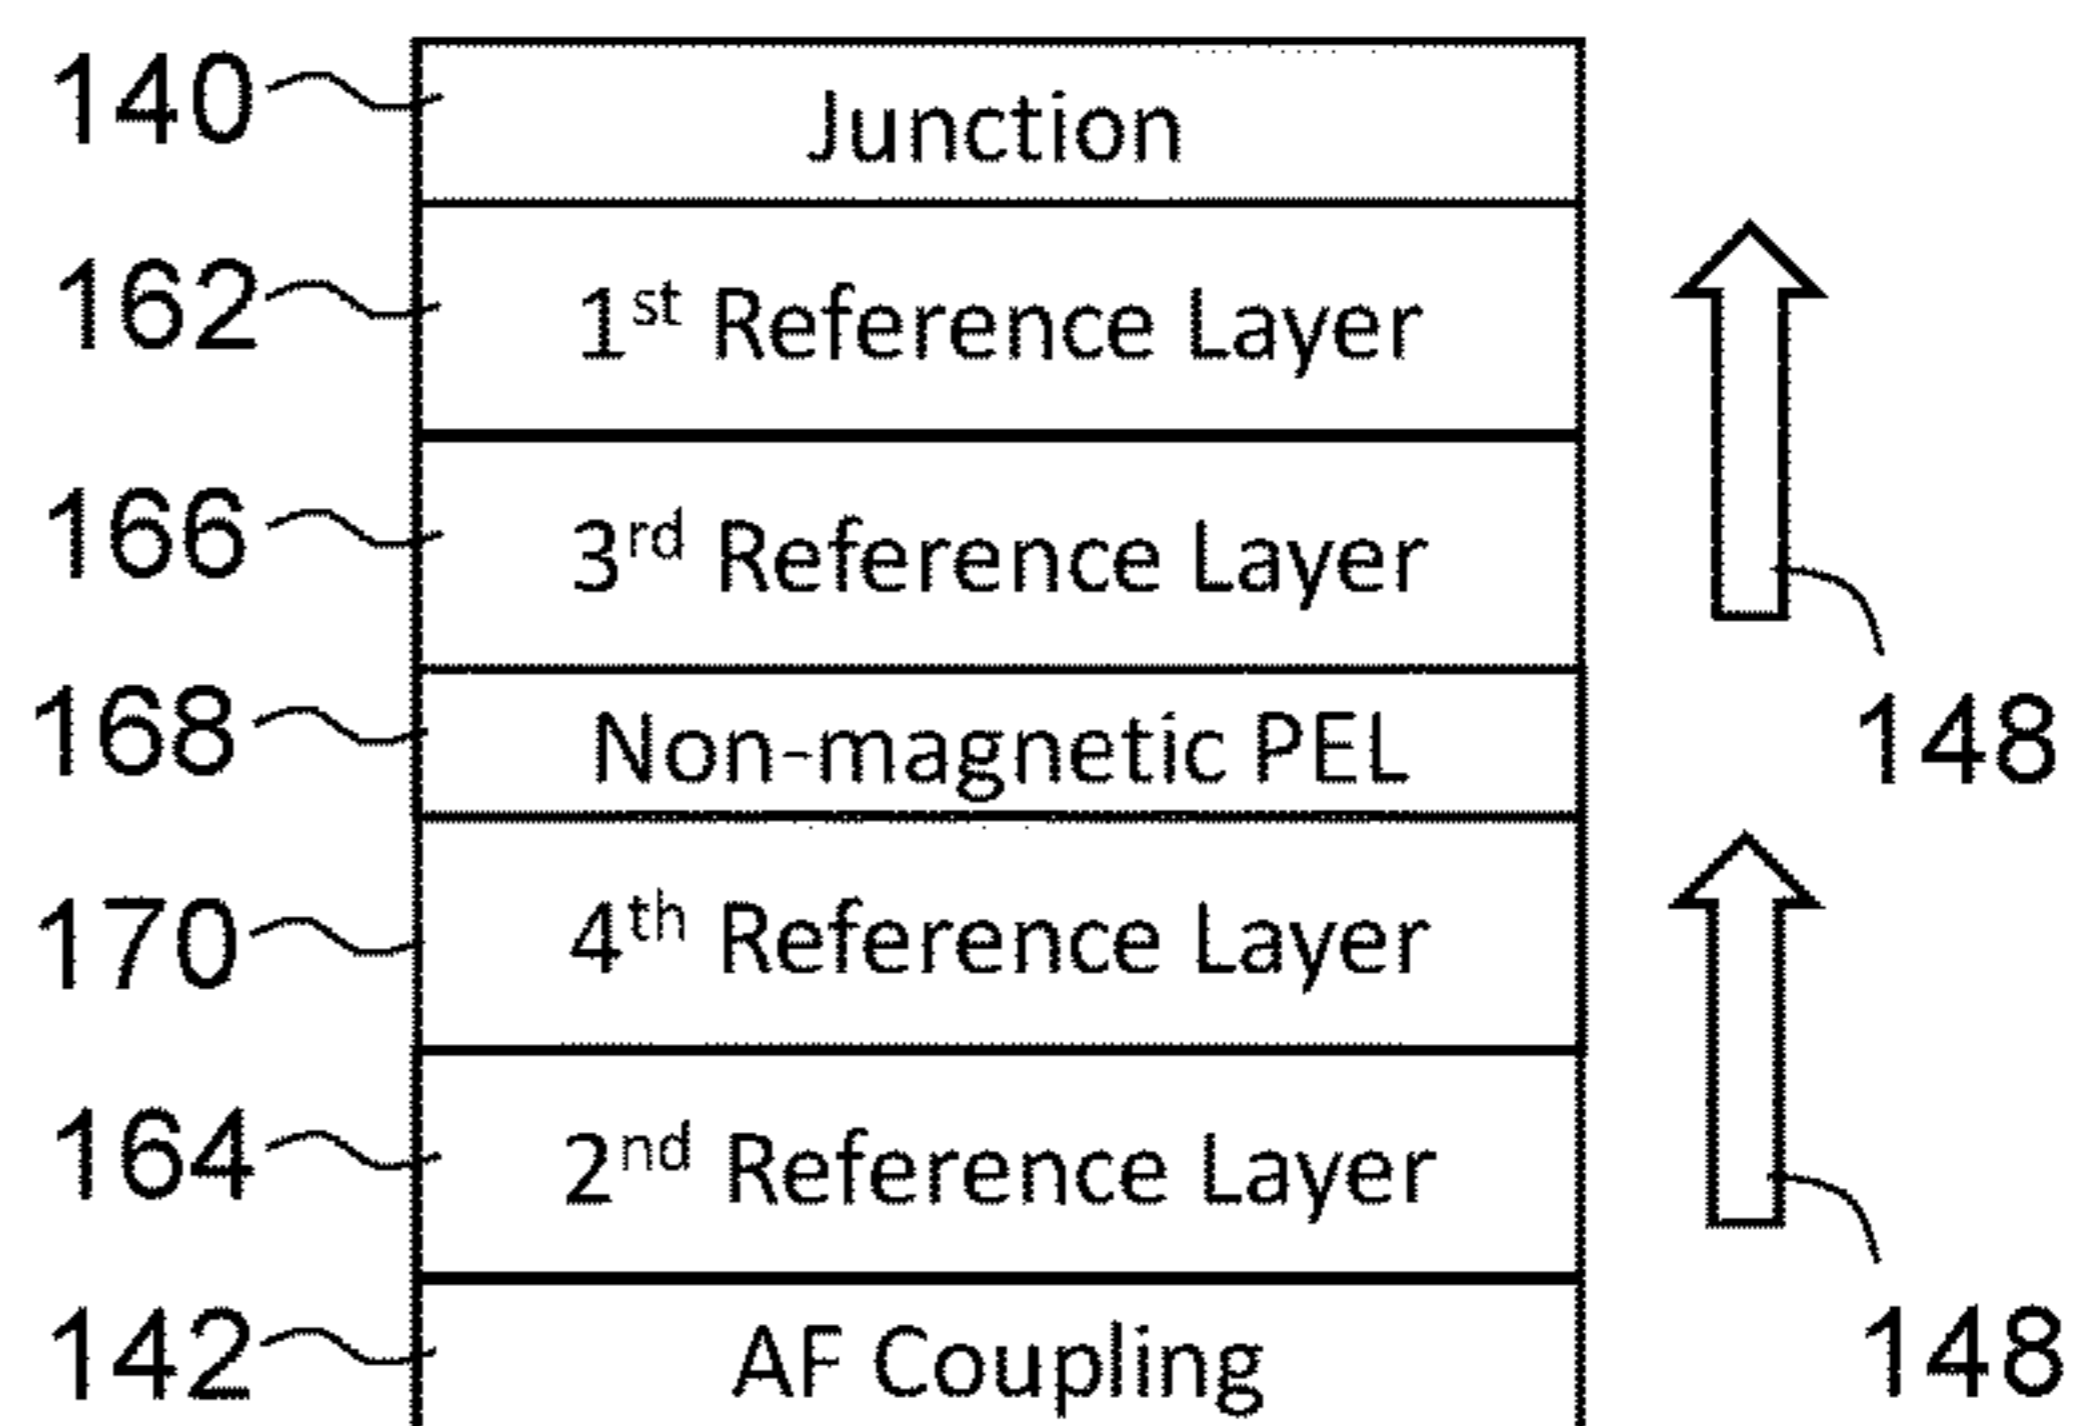 140 Junction
162 1st Reference Layer
166 3rd Reference Layer
168 Non-magnetic PEL
148
170 4th Reference Layer
164 2nd Reference Layer
142 AF Coupling
148